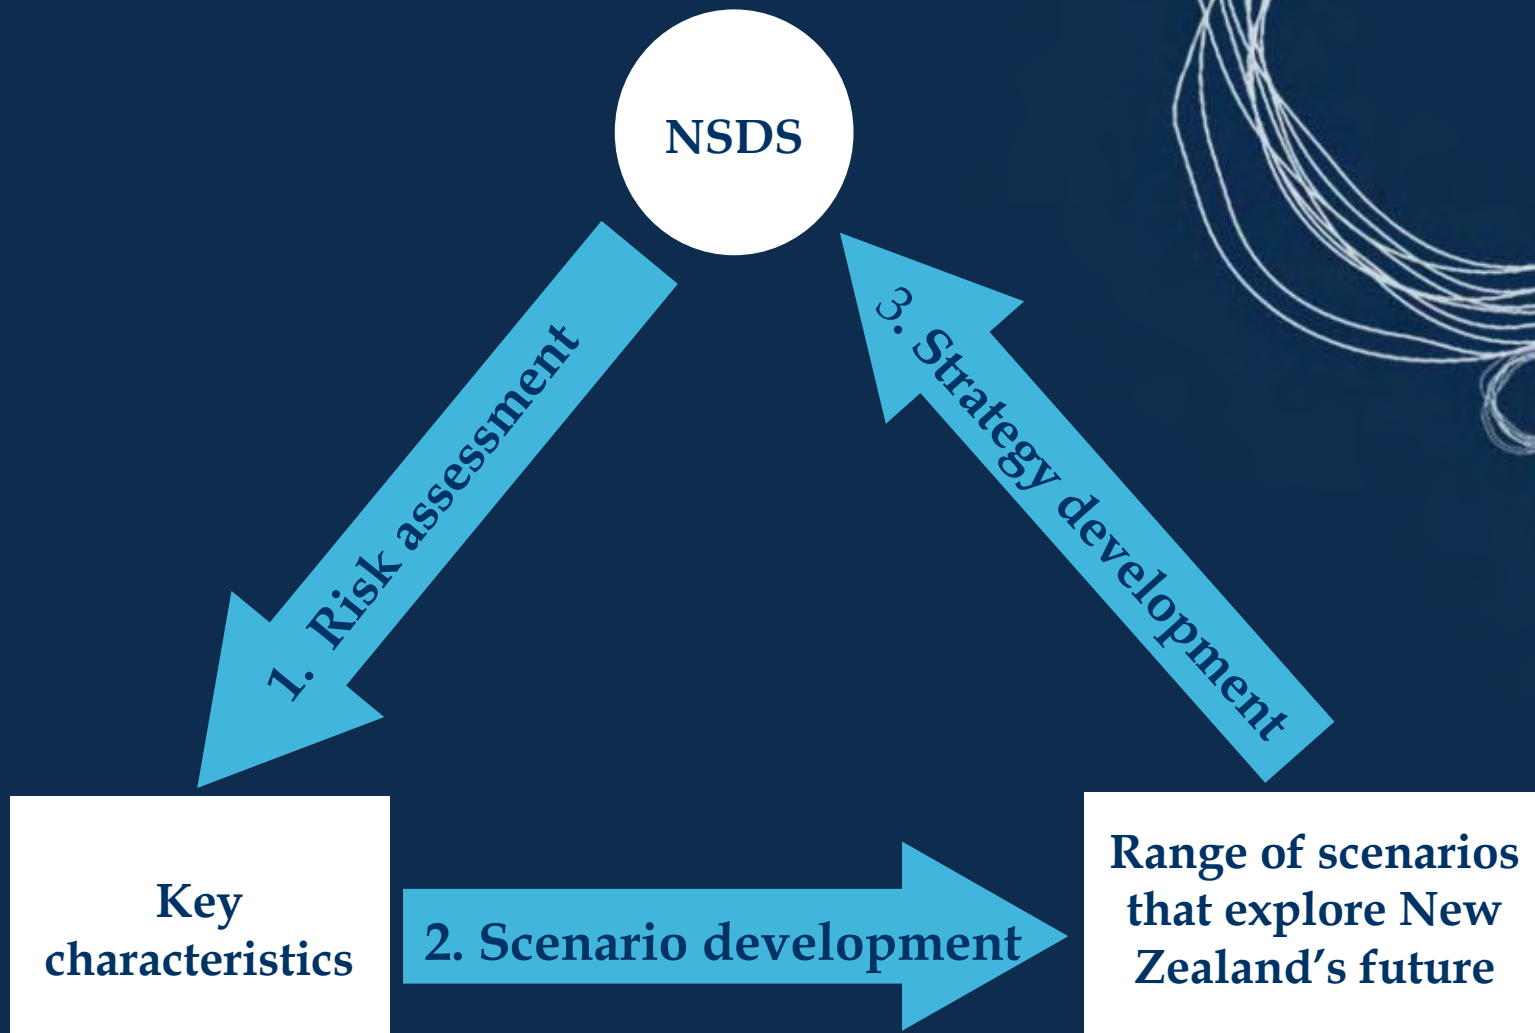 NSDS
1. Risk assessment
3. Strategy development
Key
characteristics
2. Scenario development
Range of scenarios
that explore New
Zealand’s future